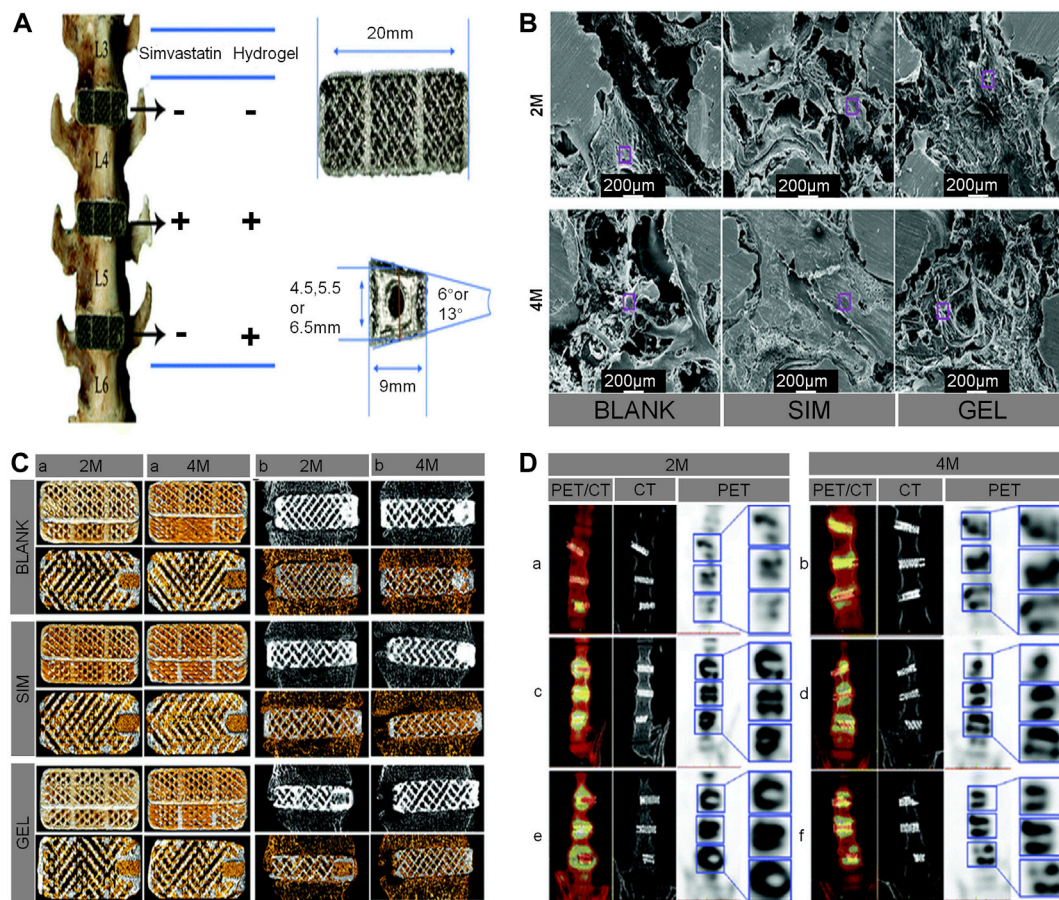 A
L3
Simvastatin Hydrogel
- -
L4
+ +
L5
- +
L6
20mm
4.5,5.5
or
6.5mm
6°or
13°
9mm
B
2M
200µm 200µm 200µm
4M
200µm 200µm 200µm
BLANK SIM GEL
C
a 2M a 4M b 2M b 4M
BLANK
SIM
GEL
D
2M 4M
PET/CT CT PET PET/CT CT PET
a b
c d
e f